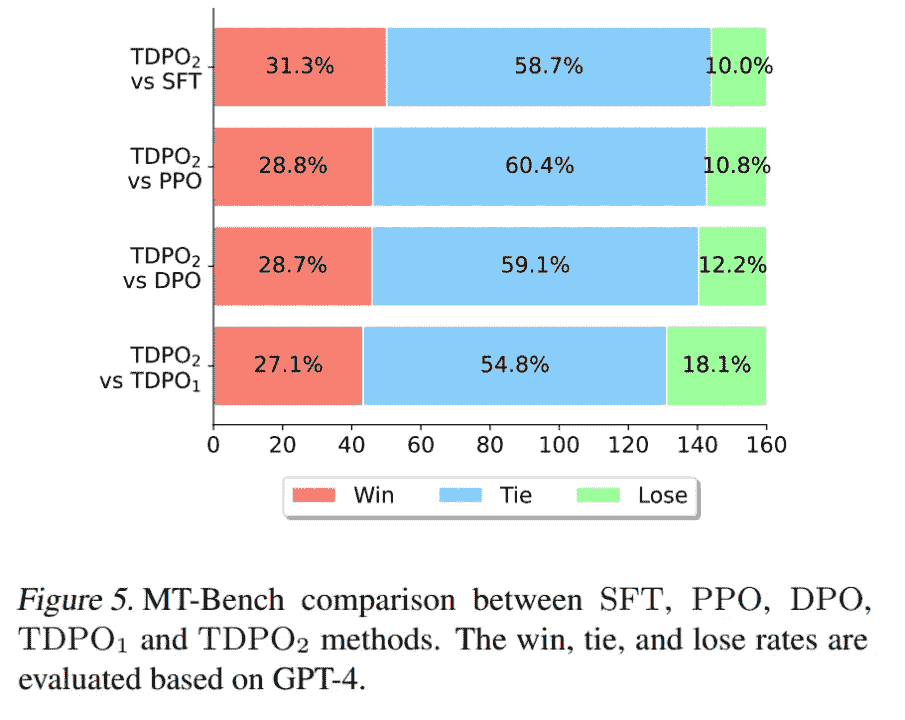 TDPO₂
vs SFT
31.3% 58.7% 10.0%
TDPO₂
vs PPO
28.8% 60.4% 10.8%
TDPO₂
vs DPO
28.7% 59.1% 12.2%
TDPO₂
vs TDPO₁
27.1% 54.8% 18.1%
0 20 40 60 80 100 120 140 160
Win Tie Lose
Figure 5. MT-Bench comparison between SFT, PPO, DPO,
TDPO₁ and TDPO₂ methods. The win, tie, and lose rates are
evaluated based on GPT-4.